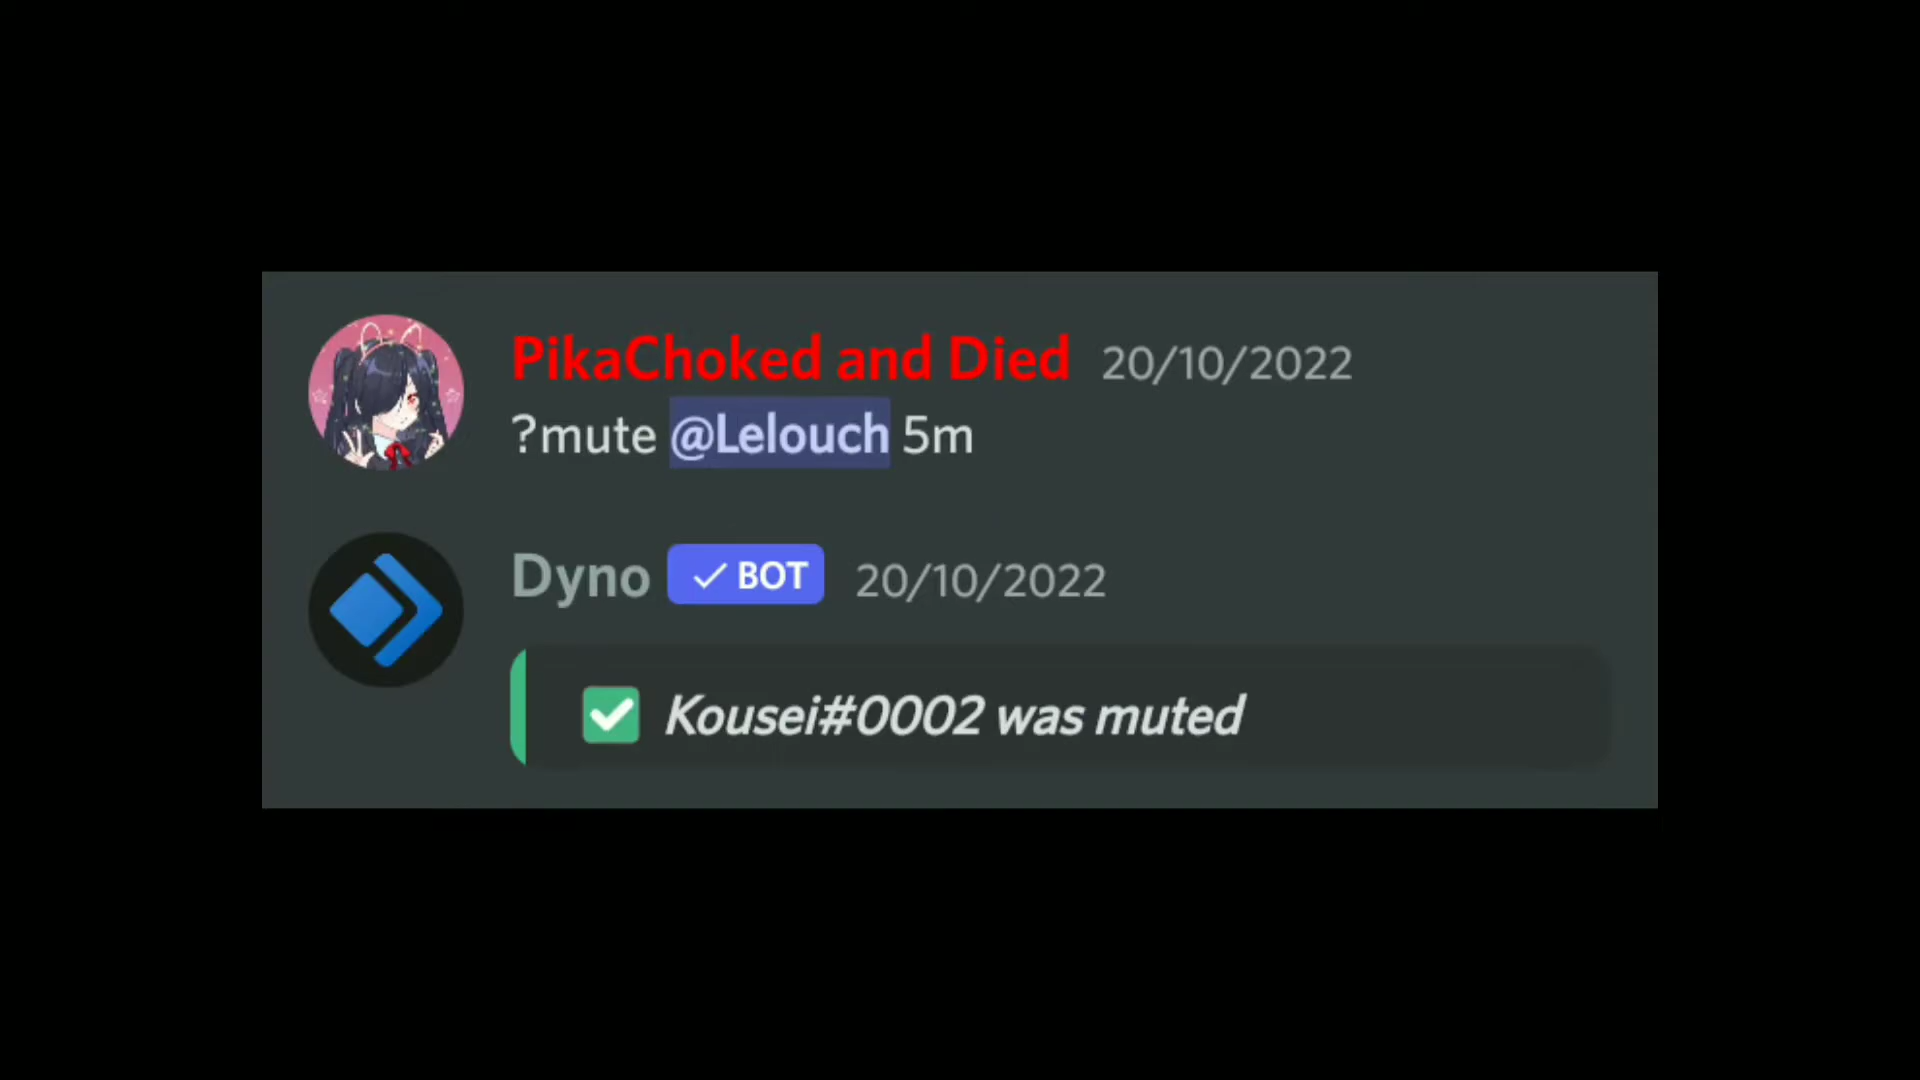 PikaChoked and Died 20/10/2022
?mute @Lelouch 5m
Dyno ✓ BOT 20/10/2022
✅ Kousei#0002 was muted